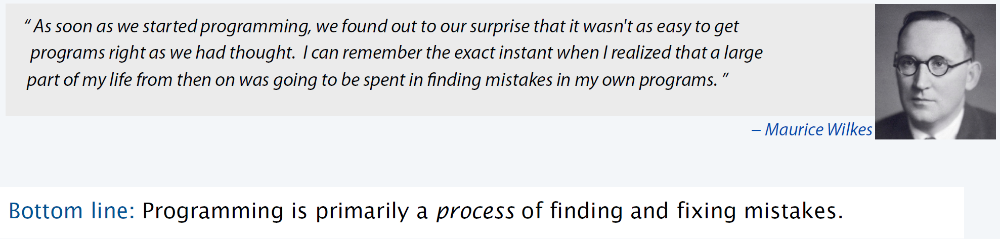 “ As soon as we started programming, we found out to our surprise that it wasn't as easy to get
programs right as we had thought.  I can remember the exact instant when I realized that a large
part of my life from then on was going to be spent in finding mistakes in my own programs. ”
– Maurice Wilkes
Bottom line: Programming is primarily a process of finding and fixing mistakes.